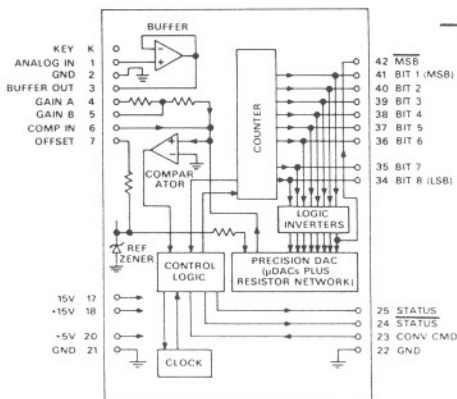 BUFFER
KEY K
ANALOG IN 1
GND 2
BUFFER OUT 3
GAIN A 4
GAIN B 5
COMP IN 6
OFFSET 7
COMPAR
ATOR
COUNTER
42 MSB
41 BIT 1 (MSB)
40 BIT 2
39 BIT 3
38 BIT 4
37 BIT 5
36 BIT 6
35 BIT 7
34 BIT 8 (LSB)
LOGIC
INVERTERS
REF
ZENER
CONTROL
LOGIC
PRECISION DAC
(μDACs PLUS
RESISTOR NETWORK)
15V 17
+15V 18
+5V 20
GND 21
CLOCK
25 STATUS
24 STATUS
23 CONV CMD
22 GND